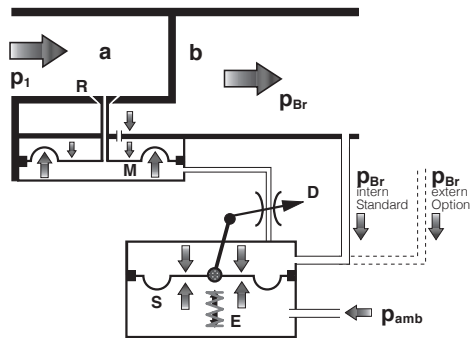 a
b
p1
R
pBr
M
D
pBr
intern
Standard
pBr
extern
Option
S
E
pamb